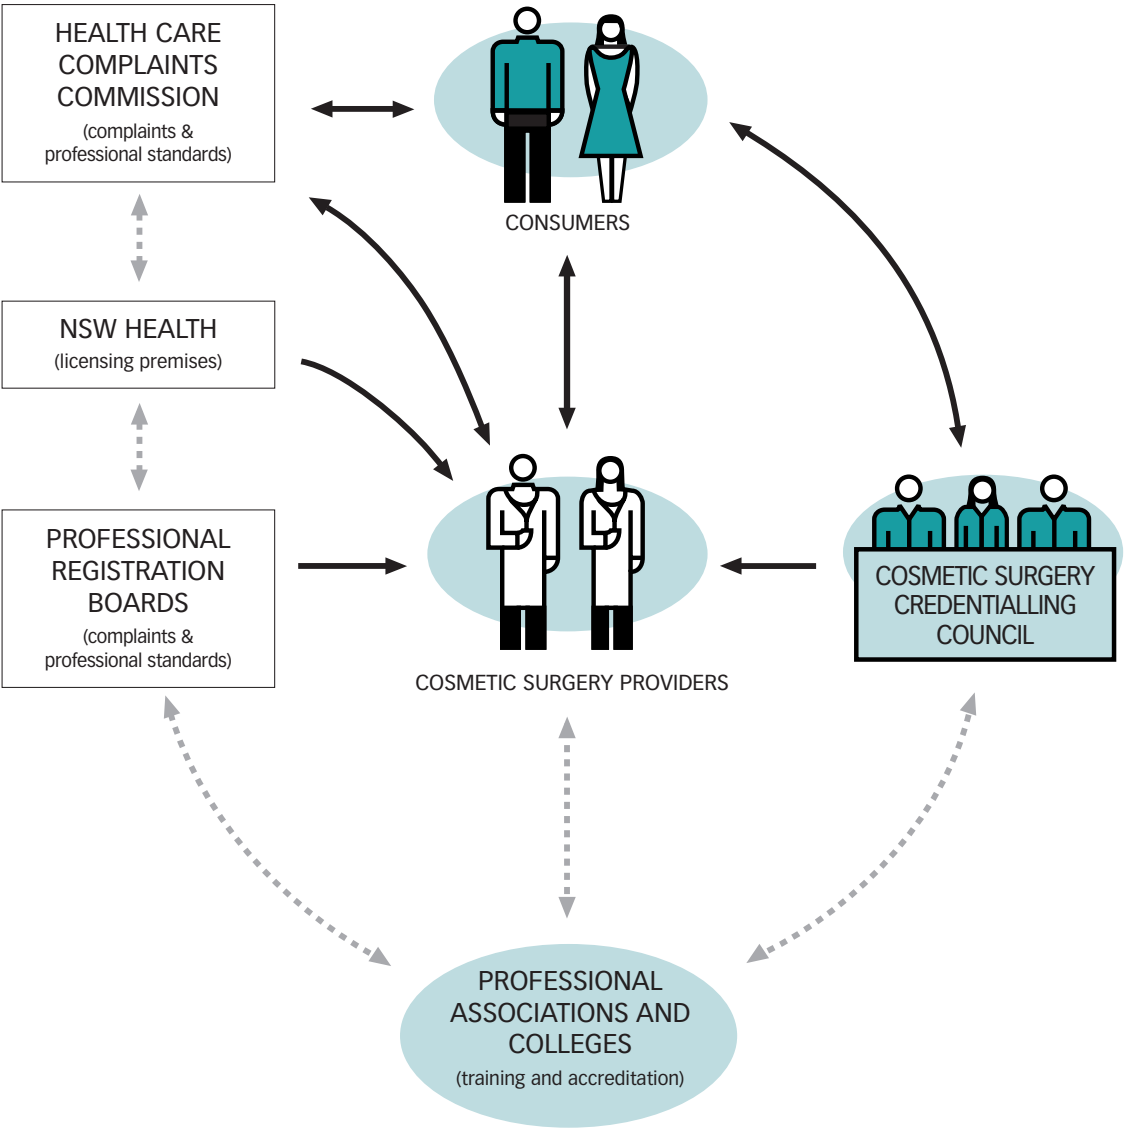 HEALTH CARE
COMPLAINTS
COMMISSION
(complaints &
professional standards)
CONSUMERS
NSW HEALTH
(licensing premises)
PROFESSIONAL
REGISTRATION
BOARDS
(complaints &
professional standards)
COSMETIC SURGERY PROVIDERS
COSMETIC SURGERY
CREDENTIALLING
COUNCIL
PROFESSIONAL
ASSOCIATIONS AND
COLLEGES
(training and accreditation)